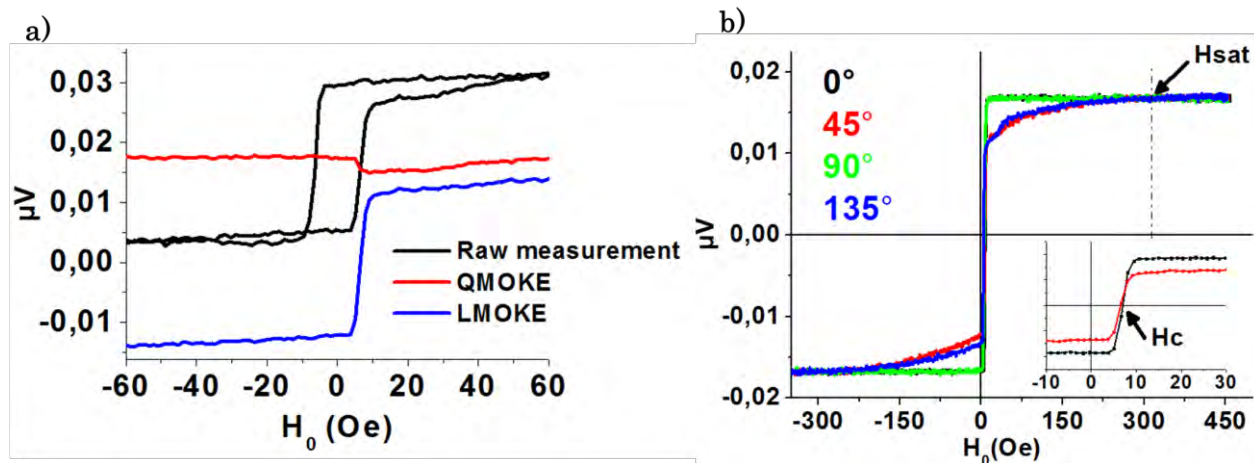 a)
0,03
0,02
0,01
0,00
-0,01
µV
-60 -40 -20 0 20 40 60
H0 (Oe)
Raw measurement
QMOKE
LMOKE
b)
0,02
0,01
0,00
-0,01
-0,02
µV
0°
45°
90°
135°
Hsat
Hc
-10 0 10 20 30
-300 -150 0 150 300 450
H0(Oe)